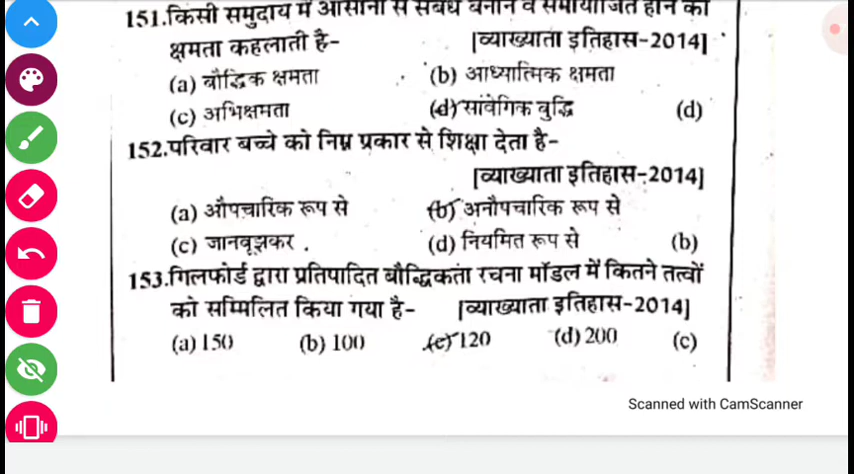 151.किसी समुदाय में आसानी से संबंध बनाने व समायोजित होने की
क्षमता कहलाती है- [व्याख्याता इतिहास-2014]
(a) बौद्धिक क्षमता (b) आध्यात्मिक क्षमता
(c) अभिक्षमता (d) सांवेगिक बुद्धि (d)
152.परिवार बच्चे को निम्न प्रकार से शिक्षा देता है-
[व्याख्याता इतिहास-2014]
(a) औपचारिक रूप से (b) अनौपचारिक रूप से
(c) जानबूझकर . (d) नियमित रूप से (b)
153.गिलफोर्ड द्वारा प्रतिपादित बौद्धिकता रचना मॉडल में कितने तत्वों
को सम्मिलित किया गया है- [व्याख्याता इतिहास-2014]
(a) 150 (b) 100 (c) 120 (d) 200 (c)
Scanned with CamScanner